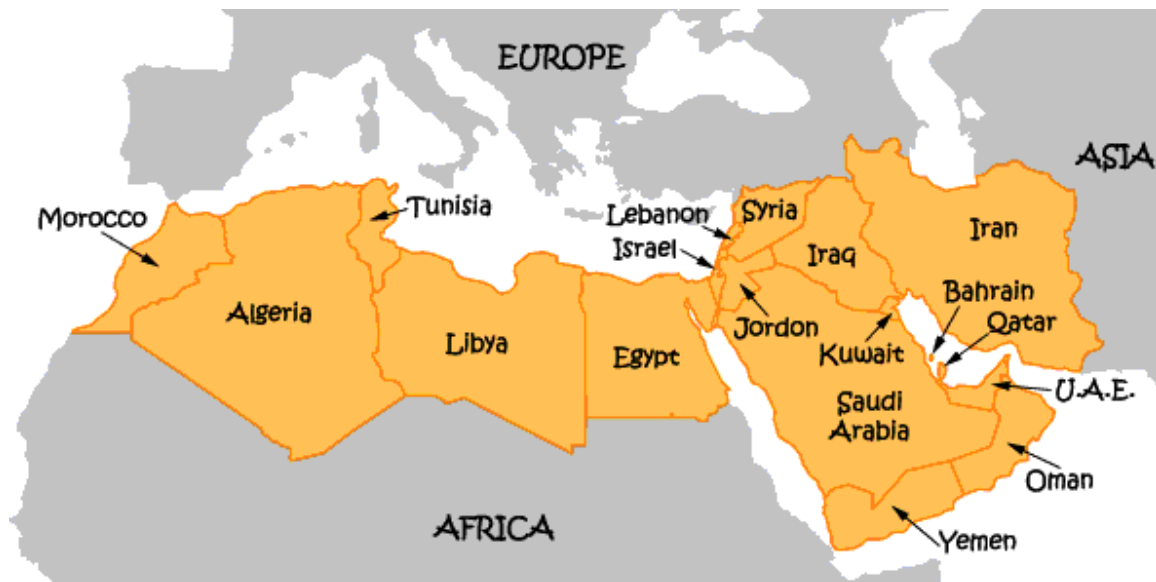 EUROPE
ASIA
Morocco
Tunisia
Lebanon
Syria
Israel
Iraq
Iran
Algeria
Libya
Egypt
Jordon
Kuwait
Bahrain
Qatar
U.A.E.
Saudi
Arabia
Oman
Yemen
AFRICA